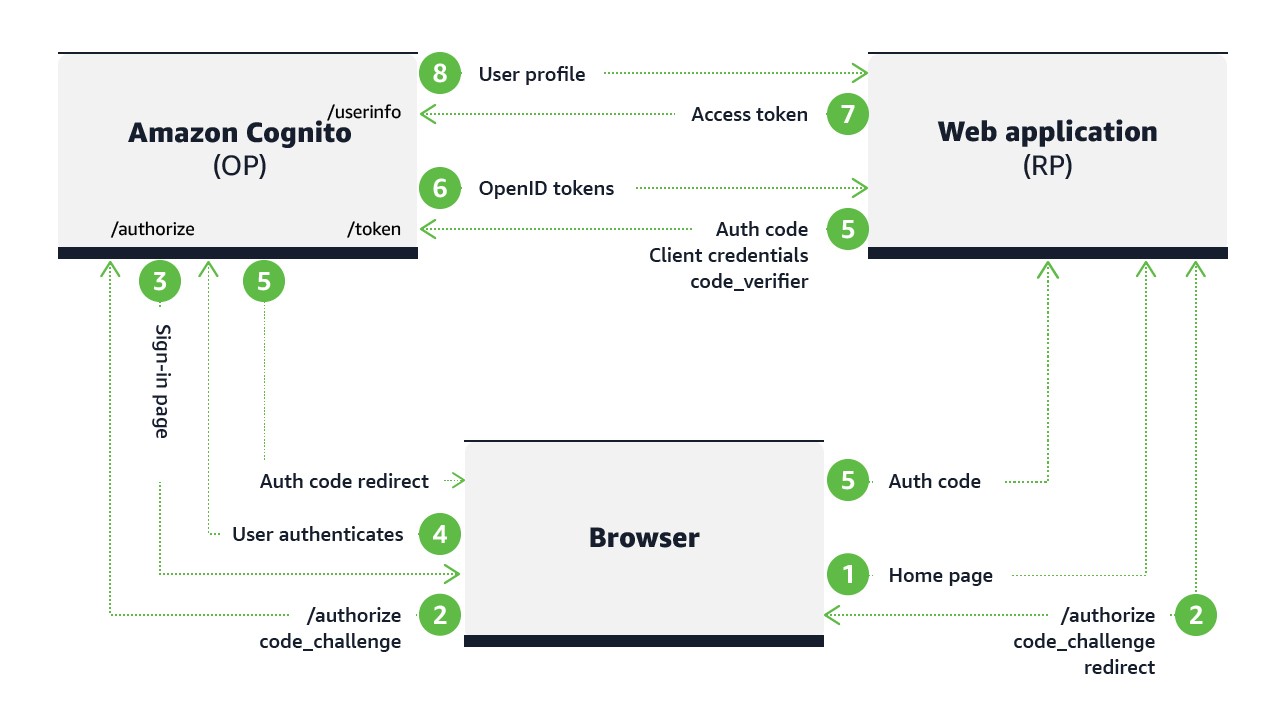 8 User profile
/userinfo
Access token 7
Amazon Cognito
(OP)
Web application
(RP)
6 OpenID tokens
/authorize
/token
Auth code 5
Client credentials
code_verifier
3
5
Sign-in page
Auth code redirect
5 Auth code
User authenticates 4
Browser
1 Home page
/authorize 2
code_challenge
/authorize 2
code_challenge
redirect